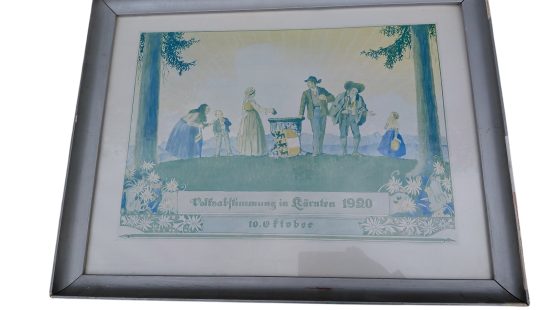 Volksabstimmung in Kärnten 1920
10. Oktober